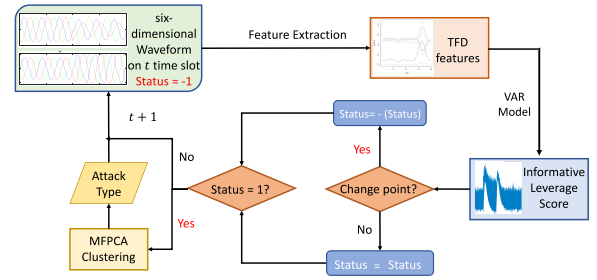 six-
dimensional
Waveform
on t time slot
Status = -1
Feature Extraction
TFD
features
VAR
Model
Informative
Leverage
Score
Change point?
Yes
Status= - (Status)
No
Status = Status
Status = 1?
No
Yes
MFPCA
Clustering
Attack
Type
t + 1